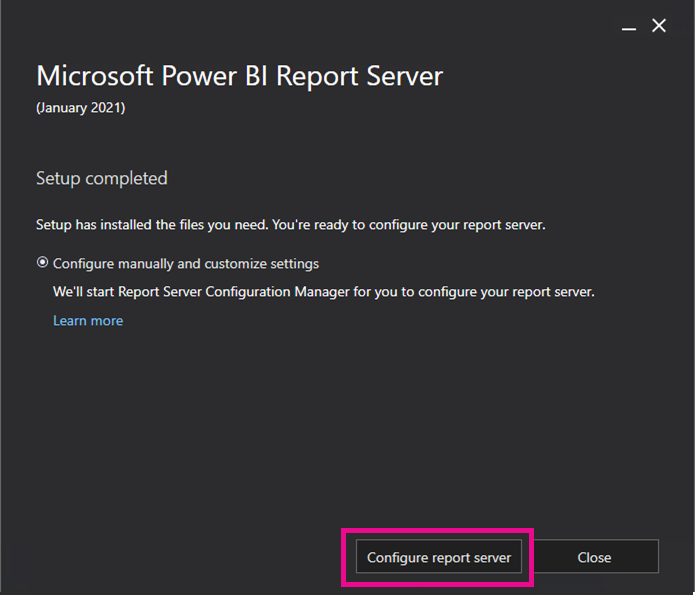 Microsoft Power BI Report Server
(January 2021)
Setup completed
Setup has installed the files you need. You're ready to configure your report server.
Configure manually and customize settings
We'll start Report Server Configuration Manager for you to configure your report server.
Learn more
Configure report server
Close